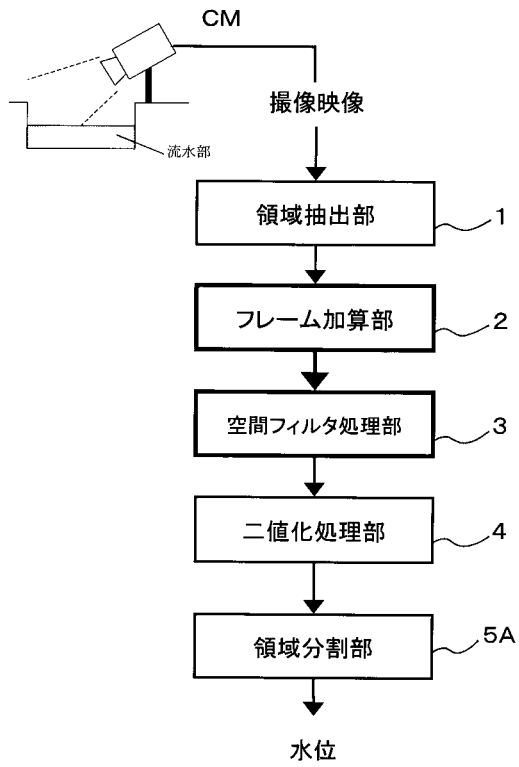 CM
撮像映像
流水部
領域抽出部
1
フレーム加算部
2
空間フィルタ処理部
3
二値化処理部
4
領域分割部
5A
水位